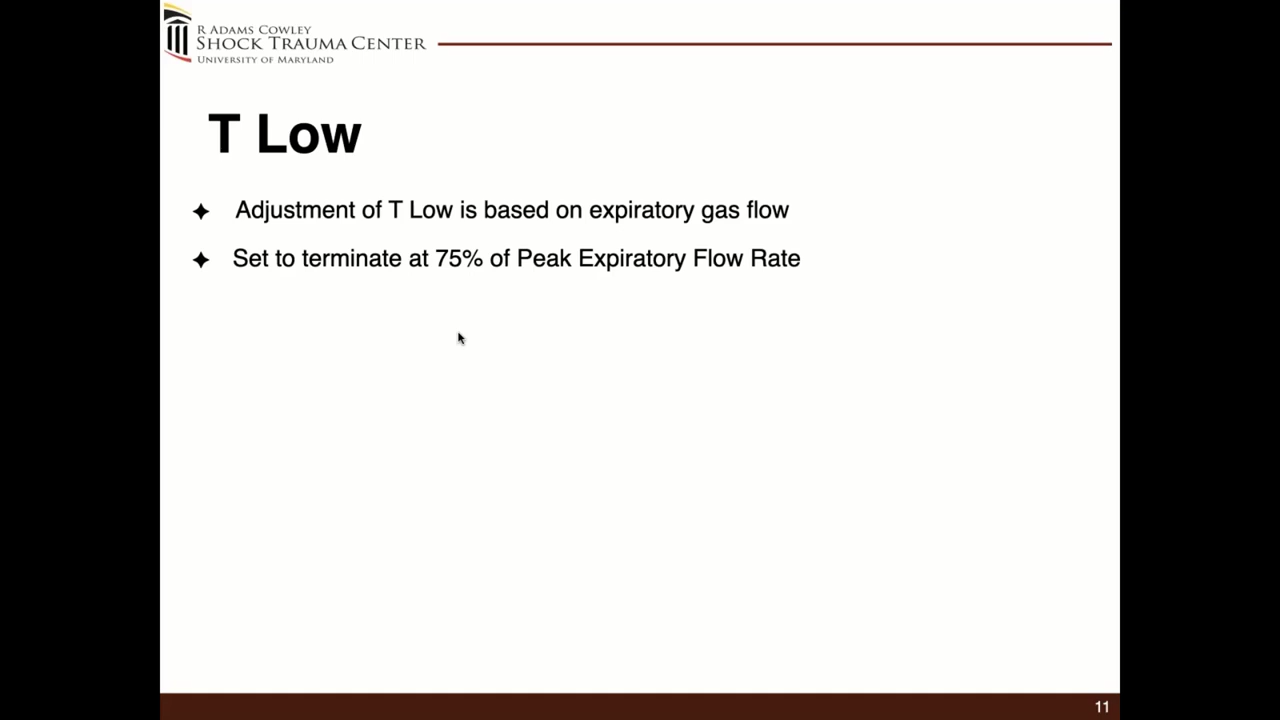 R Adams Cowley
Shock Trauma Center
University of Maryland
T Low
Adjustment of T Low is based on expiratory gas flow
Set to terminate at 75% of Peak Expiratory Flow Rate
11